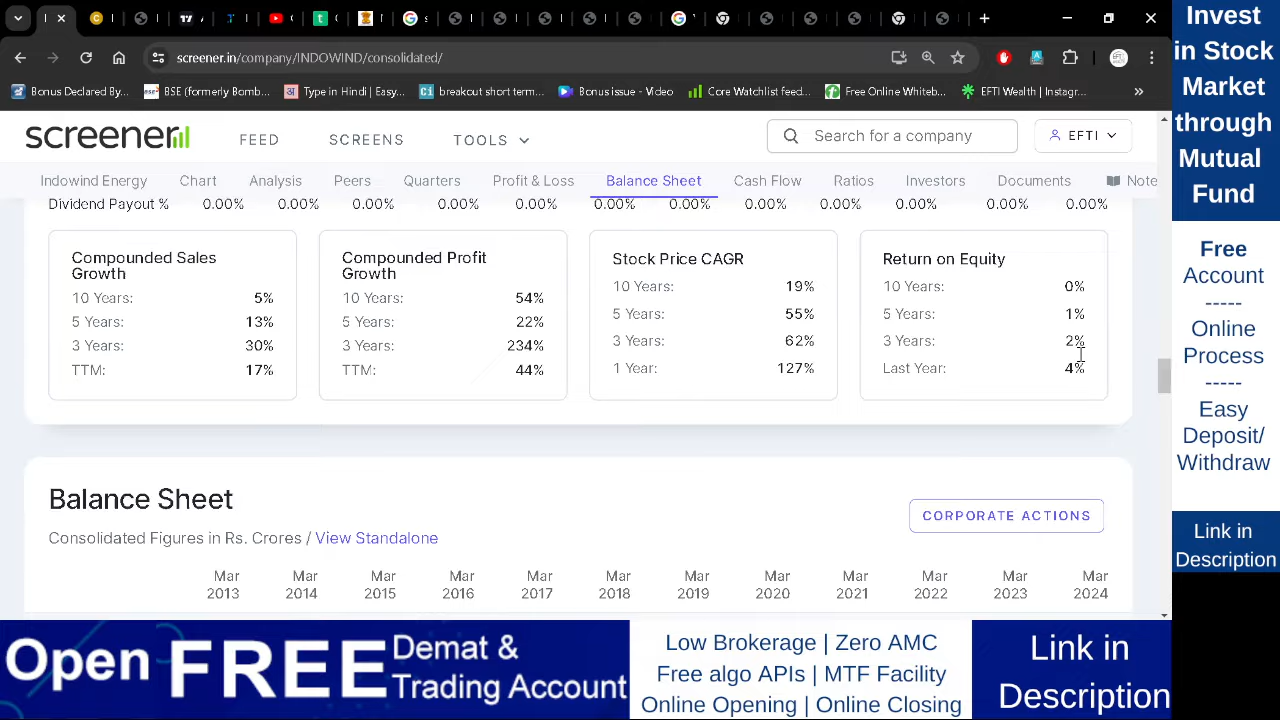 screener.in/company/INDOWIND/consolidated/
Bonus Declared By...
BSE (formerly Bomb...
Type in Hindi | Easy...
breakout short term...
Bonus issue - Video
Core Watchlist feed...
Free Online Whiteb...
EFTI Wealth | Instagr...
»
screener
FEED
SCREENS
TOOLS
Search for a company
EFTI
Indowind Energy Chart Analysis Peers Quarters Profit & Loss Balance Sheet Cash Flow Ratios Investors Documents Note
Dividend Payout % 0.00% 0.00% 0.00% 0.00% 0.00% 0.00% 0.00% 0.00% 0.00% 0.00% 0.00% 0.00%
Compounded Sales
Growth
10 Years: 5%
5 Years: 13%
3 Years: 30%
TTM: 17%
Compounded Profit
Growth
10 Years: 54%
5 Years: 22%
3 Years: 234%
TTM: 44%
Stock Price CAGR
10 Years: 19%
5 Years: 55%
3 Years: 62%
1 Year: 127%
Return on Equity
10 Years: 0%
5 Years: 1%
3 Years: 2%
Last Year: 4%
Balance Sheet
CORPORATE ACTIONS
Consolidated Figures in Rs. Crores / View Standalone
Mar Mar Mar Mar Mar Mar Mar Mar Mar Mar Mar Mar
2013 2014 2015 2016 2017 2018 2019 2020 2021 2022 2023 2024
Invest
in Stock
Market
through
Mutual
Fund
Free
Account
-----
Online
Process
-----
Easy
Deposit/
Withdraw
Link in
Description
Open FREE
Demat &
Trading Account
Low Brokerage | Zero AMC
Free algo APIs | MTF Facility
Online Opening | Online Closing
Link in
Description